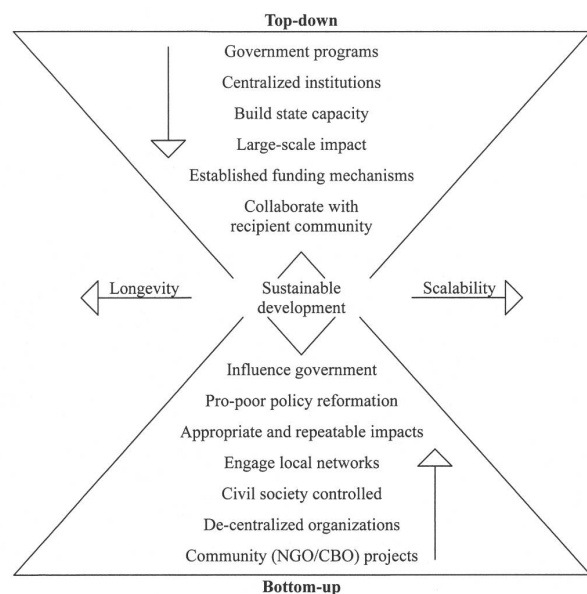 Top-down
Government programs
Centralized institutions
Build state capacity
Large-scale impact
Established funding mechanisms
Collaborate with
recipient community
Longevity
Sustainable
development
Scalability
Influence government
Pro-poor policy reformation
Appropriate and repeatable impacts
Engage local networks
Civil society controlled
De-centralized organizations
Community (NGO/CBO) projects
Bottom-up